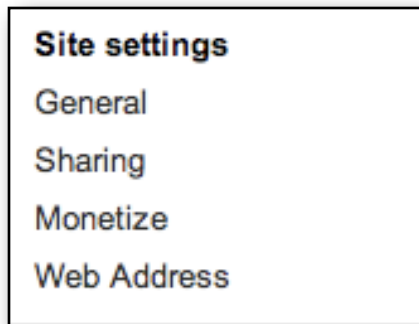 Site settings
General
Sharing
Monetize
Web Address